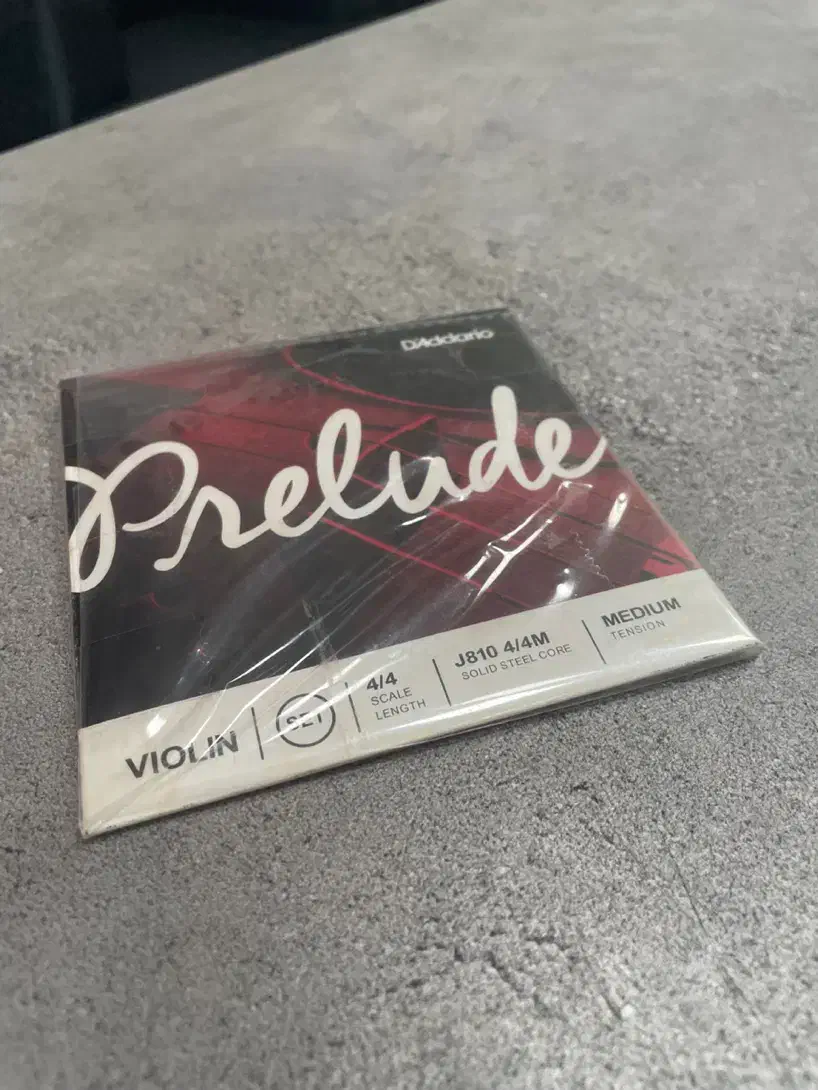 D'Addario
Prelude
VIOLIN
SET
4/4
SCALE
LENGTH
J810 4/4M
SOLID STEEL CORE
MEDIUM
TENSION